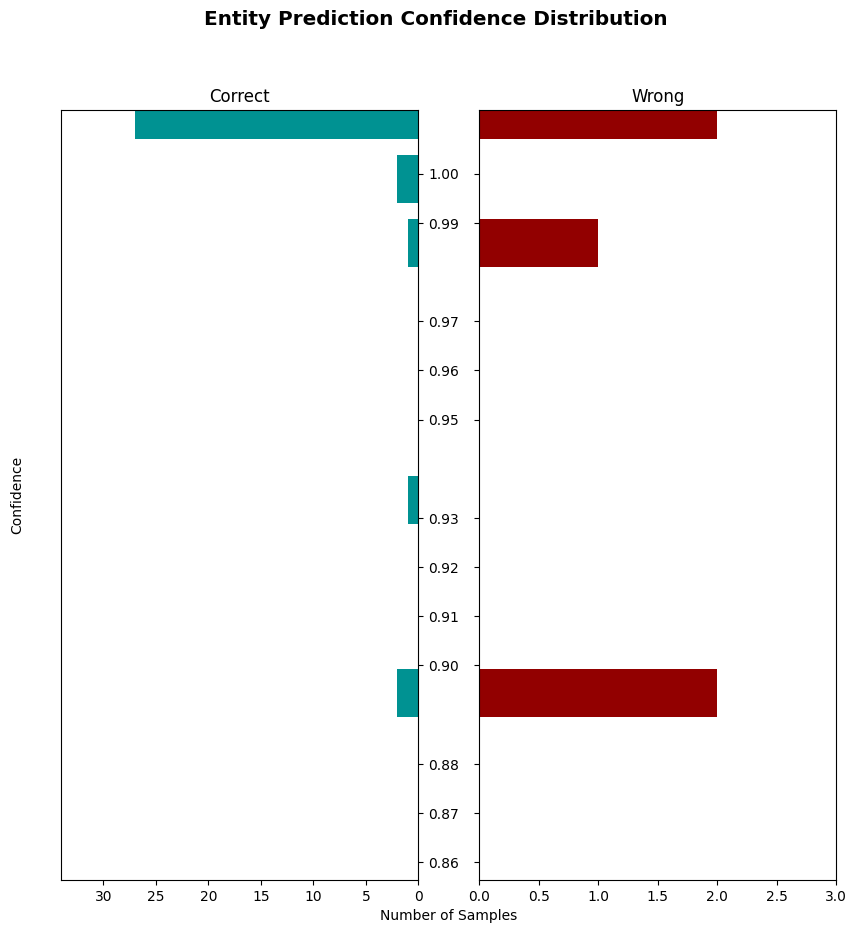 Entity Prediction Confidence Distribution
Correct
Wrong
1.00
0.99
0.97
0.96
0.95
0.93
0.92
0.91
0.90
0.88
0.87
0.86
Confidence
30 25 20 15 10 5 0
0.0 0.5 1.0 1.5 2.0 2.5 3.0
Number of Samples